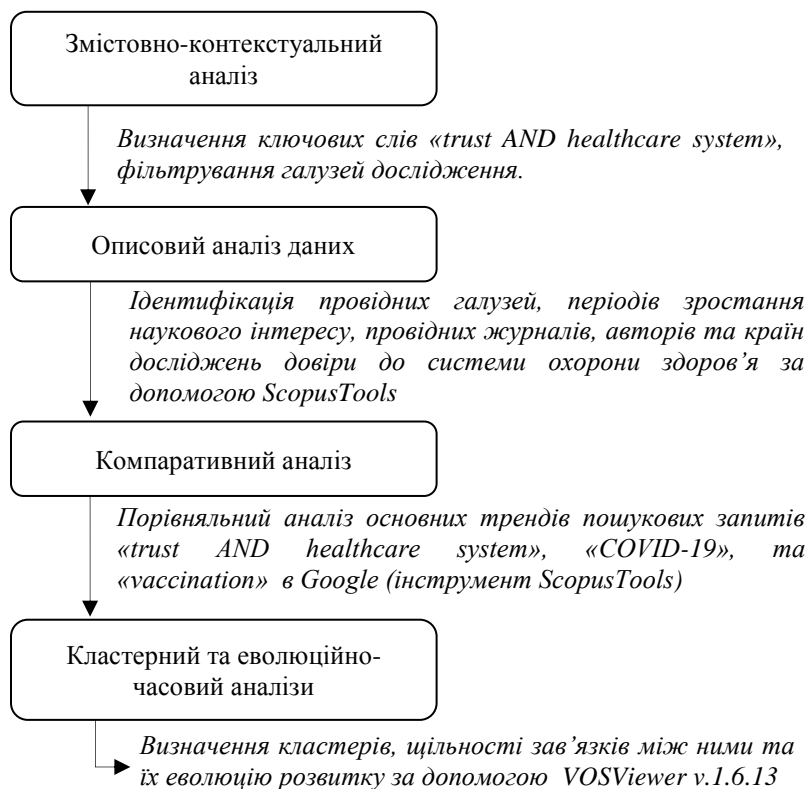 Змістовно-контекстуальний
аналіз
Визначення ключових слів «trust AND healthcare system»,
фільтрування галузей дослідження.
Описовий аналіз даних
Ідентифікація провідних галузей, періодів зростання
наукового інтересу, провідних журналів, авторів та країн
досліджень довіри до системи охорони здоров’я за
допомогою ScopusTools
Компаративний аналіз
Порівняльний аналіз основних трендів пошукових запитів
«trust AND healthcare system», «COVID-19», та
«vaccination» в Google (інструмент ScopusTools)
Кластерний та еволюційно-
часовий аналізи
Визначення кластерів, щільності зав’язків між ними та
їх еволюцію розвитку за допомогою VOSViewer v.1.6.13